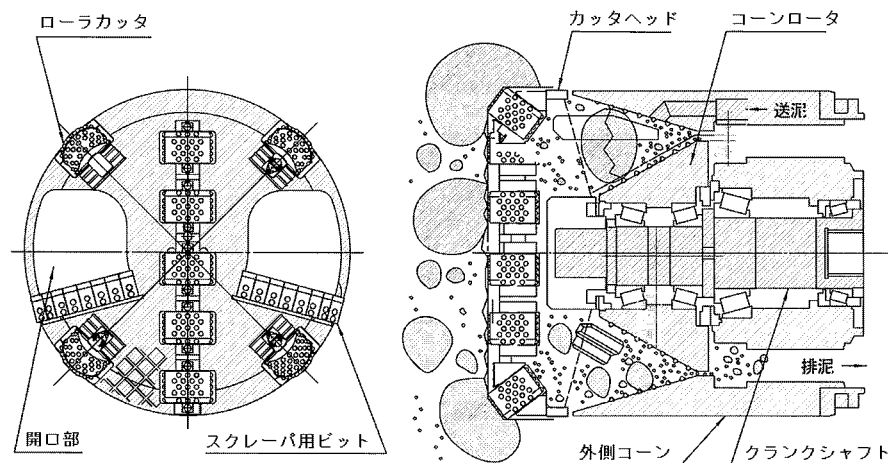 ローラカッタ
カッタヘッド
コーンロータ
送泥
排泥
開口部
スクレーパ用ビット
外側コーン
クランクシャフト